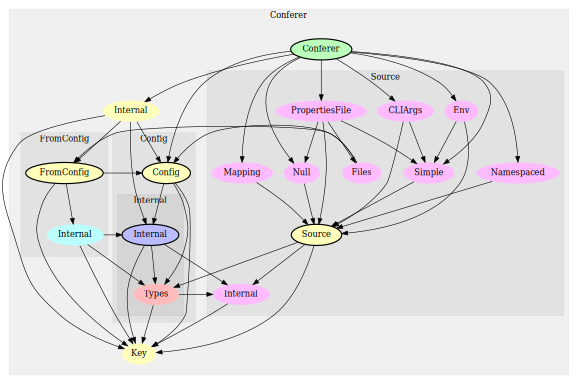 Conferer
Conferer
Source
Internal
PropertiesFile
CLIArgs
Env
FromConfig
Config
FromConfig
Config
Mapping
Null
Files
Simple
Namespaced
Internal
Internal
Internal
Source
Types
Internal
Key